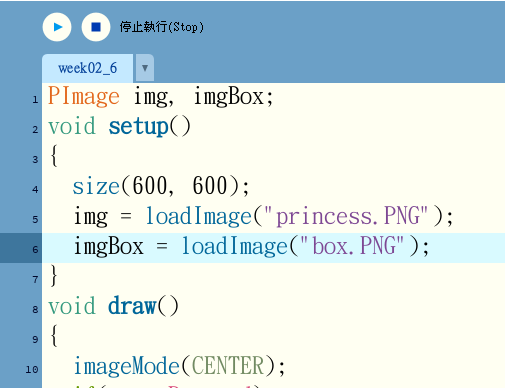 停止執行(Stop)
week02_6 ▼
1 PImage img, imgBox;
2 void setup()
3 {
4 size(600, 600);
5 img = loadImage("princess.PNG");
6 imgBox = loadImage("box.PNG");
7 }
8 void draw()
9 {
10 imageMode(CENTER);